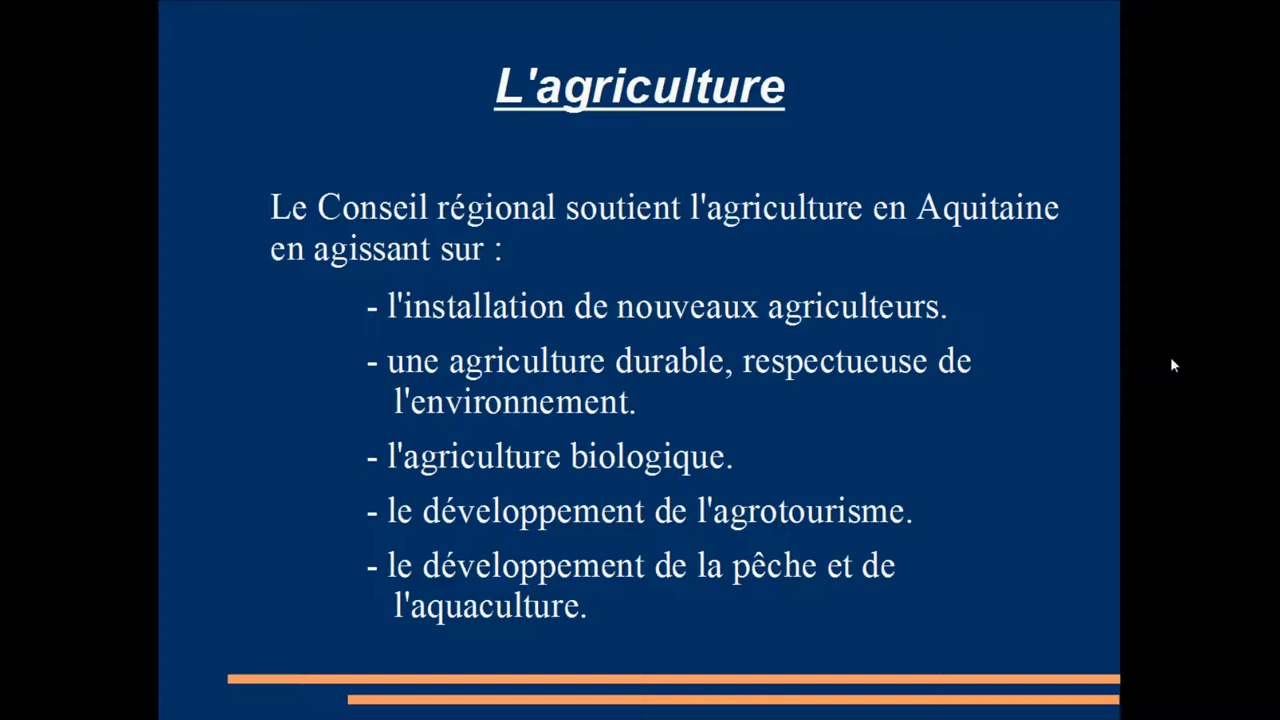 L'agriculture
Le Conseil régional soutient l'agriculture en Aquitaine
en agissant sur :
- l'installation de nouveaux agriculteurs.
- une agriculture durable, respectueuse de
l'environnement.
- l'agriculture biologique.
- le développement de l'agrotourisme.
- le développement de la pêche et de
l'aquaculture.